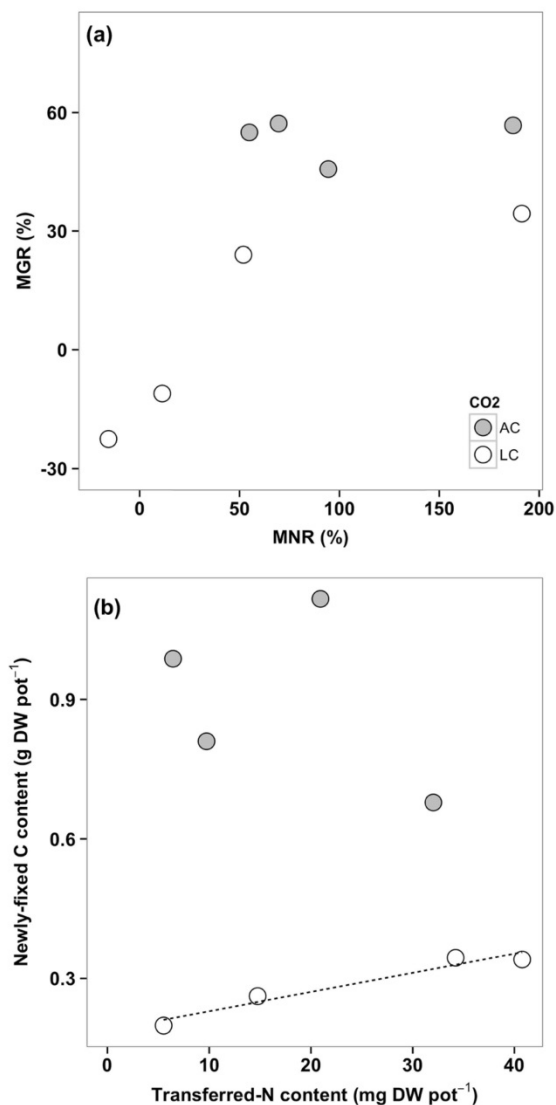 (a)
60
30
0
-30
MGR (%)
CO2
AC
LC
0
50
100
150
200
MNR (%)
(b)
0.9
0.6
0.3
Newly-fixed C content (g DW pot⁻¹)
0
10
20
30
40
Transferred-N content (mg DW pot⁻¹)